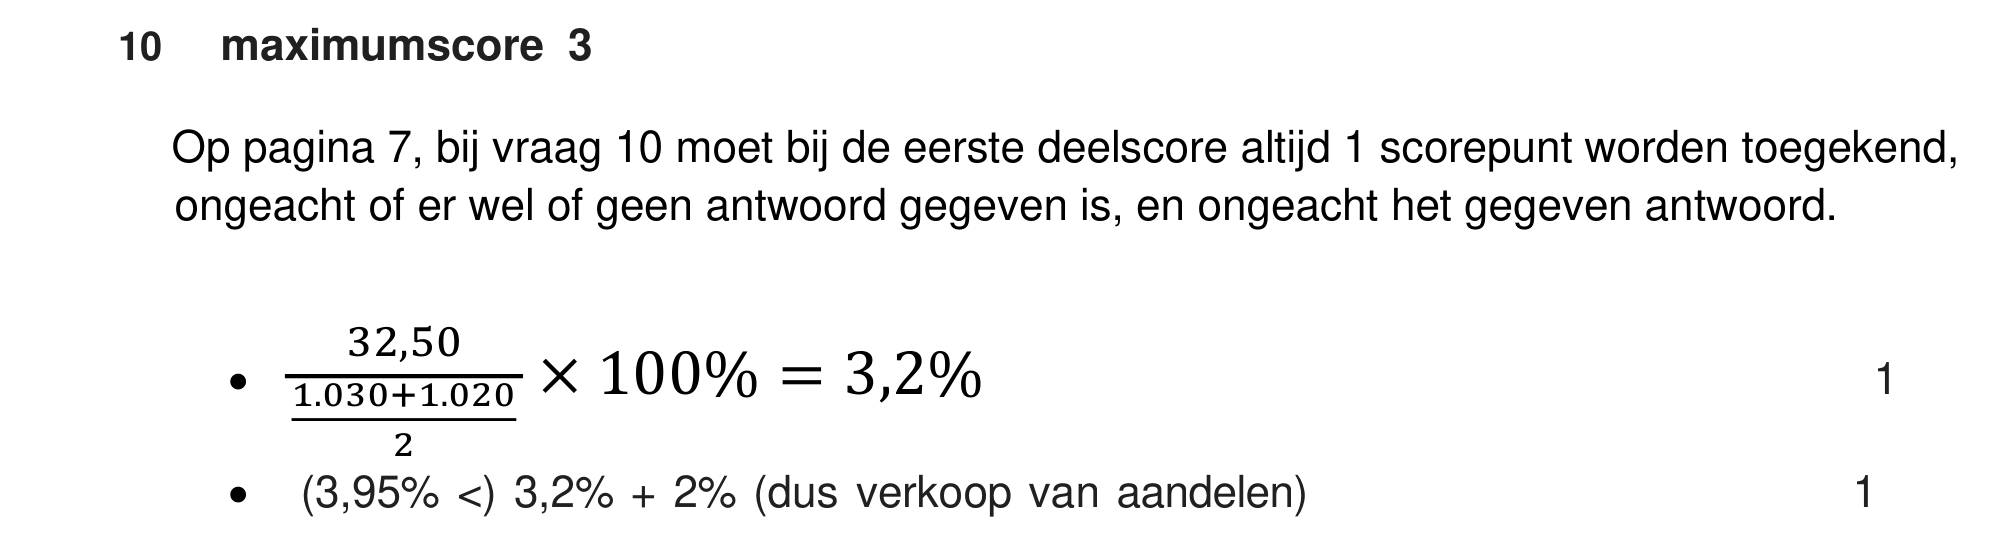 10 maximumscore 3
Op pagina 7, bij vraag 10 moet bij de eerste deelscore altijd 1 scorepunt worden toegekend,
ongeacht of er wel of geen antwoord gegeven is, en ongeacht het gegeven antwoord.
• 32,50 / ((1.030+1.020) / 2) × 100% = 3,2% 1
• (3,95% <) 3,2% + 2% (dus verkoop van aandelen) 1